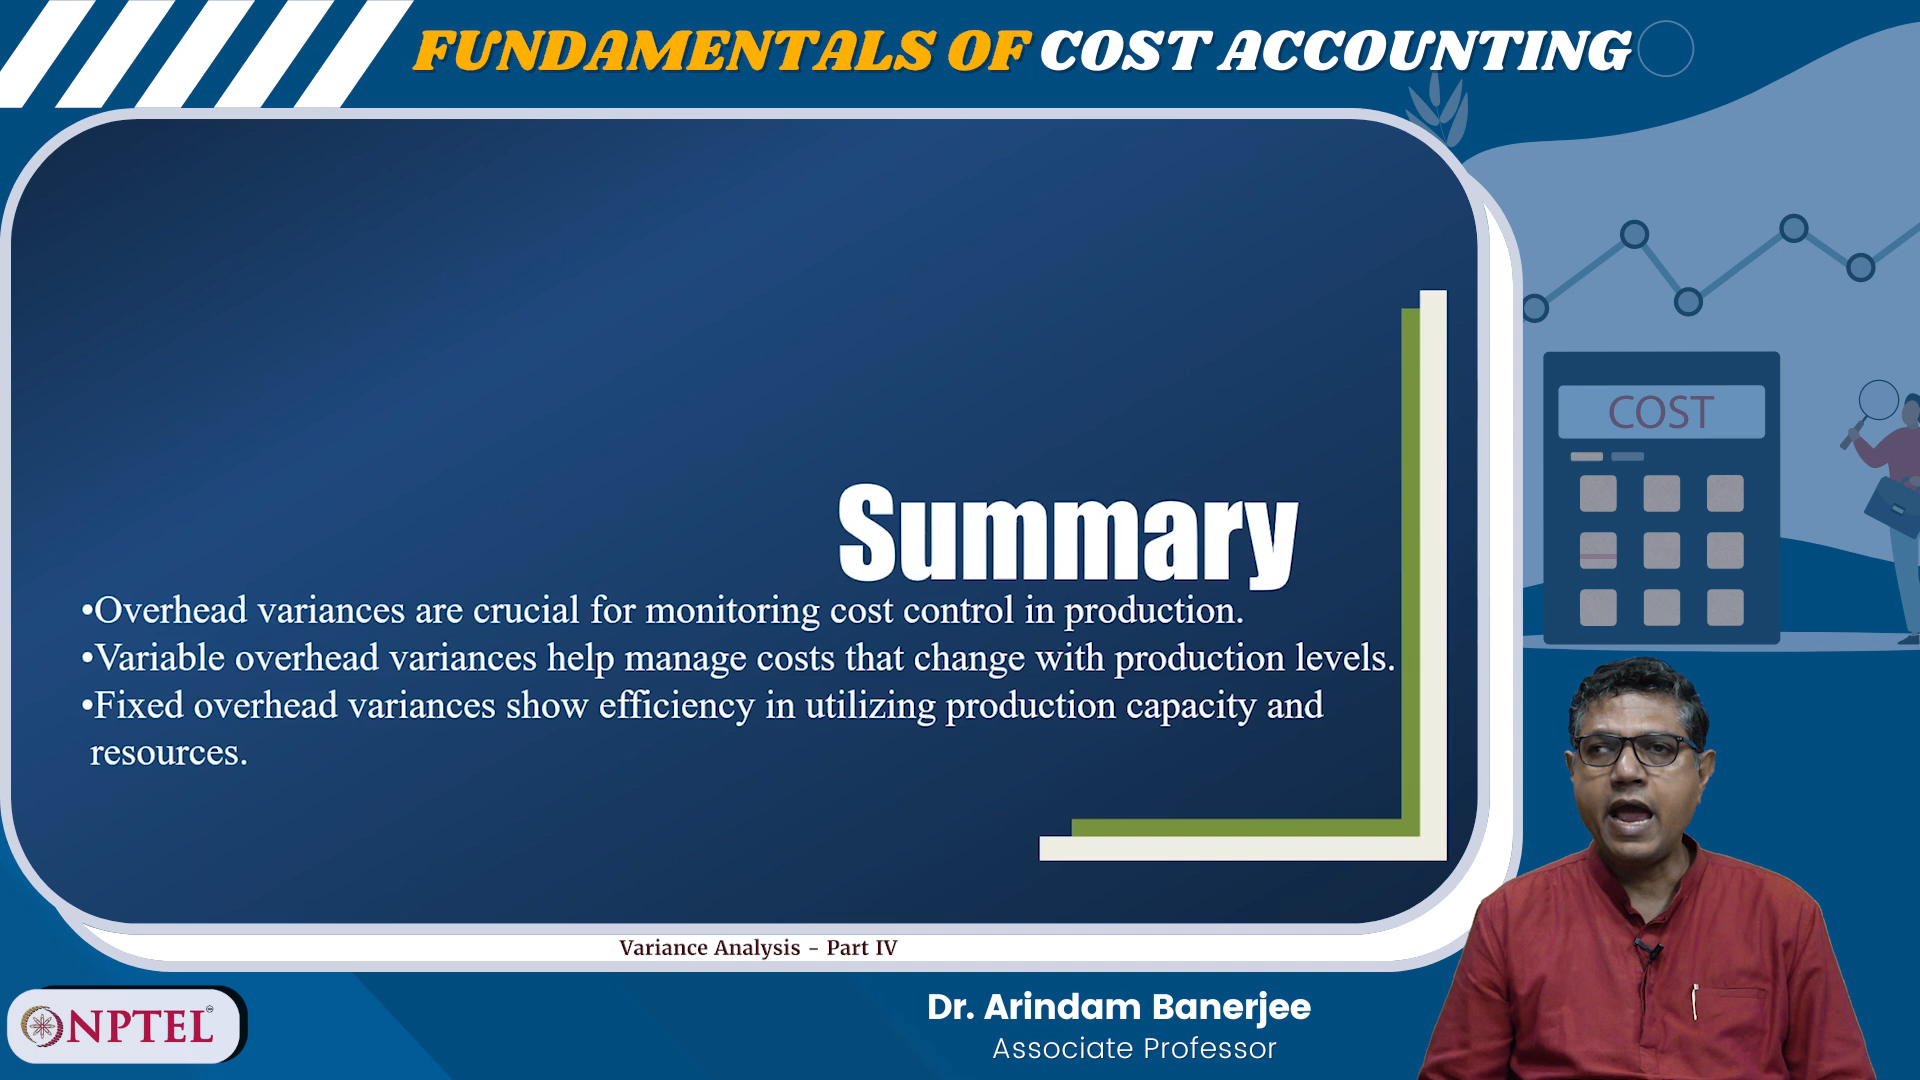 FUNDAMENTALS OF COST ACCOUNTING
COST
Summary
•Overhead variances are crucial for monitoring cost control in production.
•Variable overhead variances help manage costs that change with production levels.
•Fixed overhead variances show efficiency in utilizing production capacity and
resources.
Variance Analysis - Part IV
NPTEL
Dr. Arindam Banerjee
Associate Professor